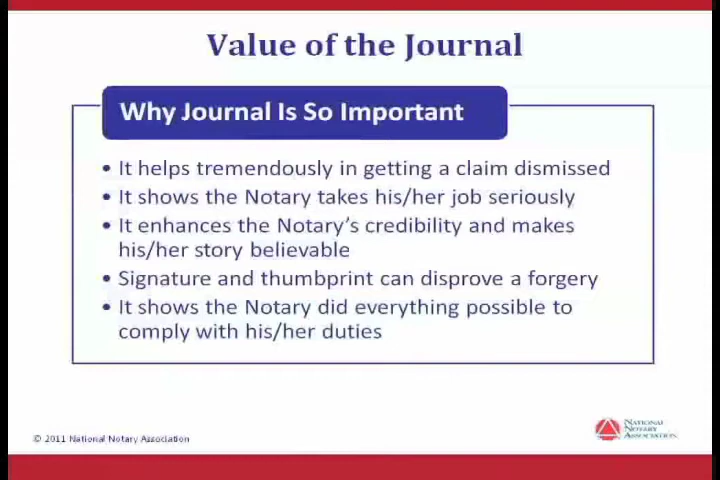 Value of the Journal
Why Journal Is So Important
• It helps tremendously in getting a claim dismissed
• It shows the Notary takes his/her job seriously
• It enhances the Notary's credibility and makes
his/her story believable
• Signature and thumbprint can disprove a forgery
• It shows the Notary did everything possible to
comply with his/her duties
© 2011 National Notary Association
NATIONAL
NOTARY
ASSOCIATION